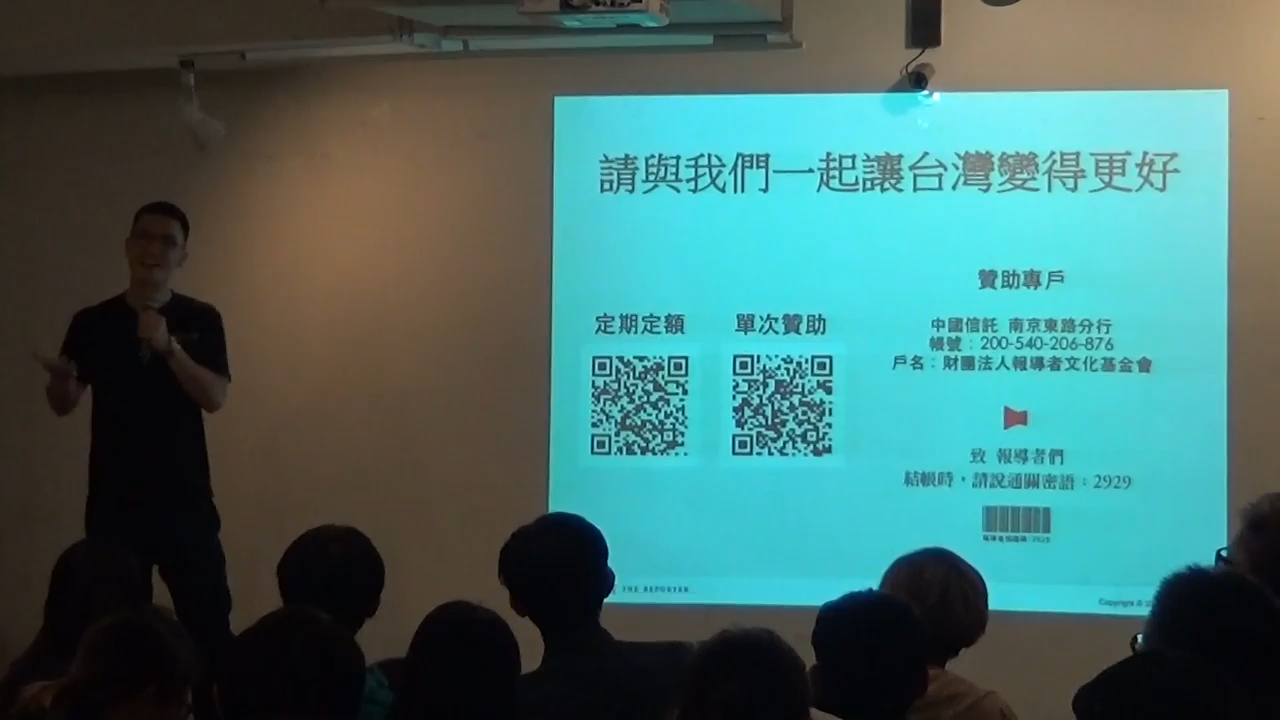 請與我們一起讓台灣變得更好
定期定額
單次贊助
贊助專戶
中國信託 南京東路分行
帳號：200-540-206-876
戶名：財團法人報導者文化基金會
致 報導者們
結帳時，請說通關密語：2929
THE REPORTER
Copyright ©